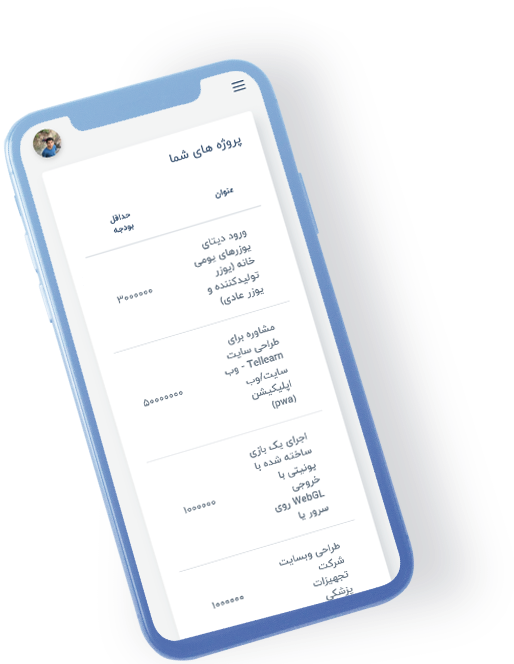 پروژه های شما
عنوان
حداقل
بودجه
ورود دیتای
یوزرهای بومی
خانه (یوزر
تولیدکننده و
یوزر عادی)
۳۰۰۰۰۰۰
مشاوره برای
طراحی سایت
Tellearn - وب
سایت/وب
اپلیکیشن
(pwa)
۵۰۰۰۰۰۰۰
اجرای یک بازی
ساخته شده با
یونیتی با
خروجی
WebGL روی
سرور یا
۱۰۰۰۰۰۰
طراحی وبسایت
شرکت
تجهیزات
پزشکی
۱۰۰۰۰۰۰